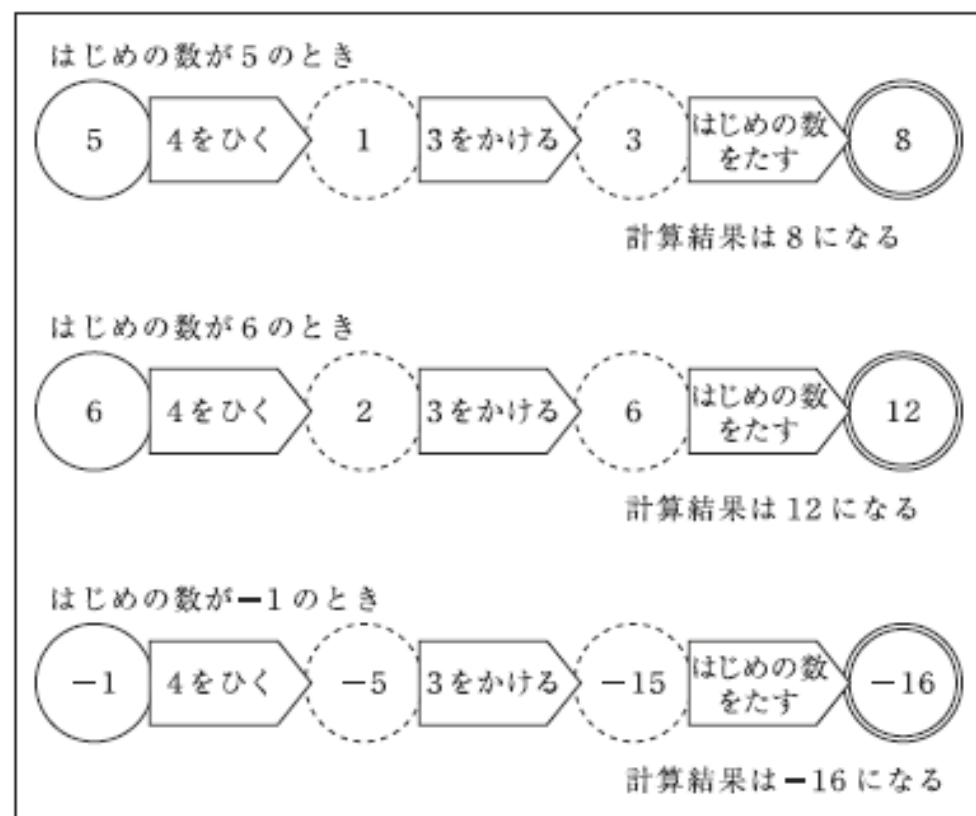 はじめの数が5のとき
5 4をひく 1 3をかける 3 はじめの数をたす 8
計算結果は8になる
はじめの数が6のとき
6 4をひく 2 3をかける 6 はじめの数をたす 12
計算結果は12になる
はじめの数が−1のとき
−1 4をひく −5 3をかける −15 はじめの数をたす −16
計算結果は−16になる